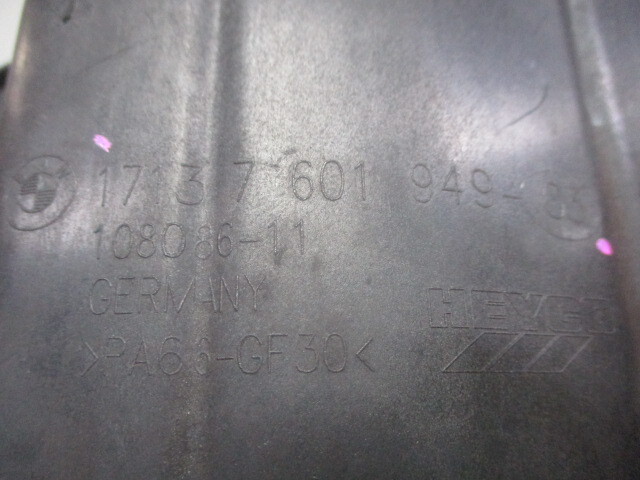 1713 7 601 949-
108086-11
GERMANY
>PA66-GF30<